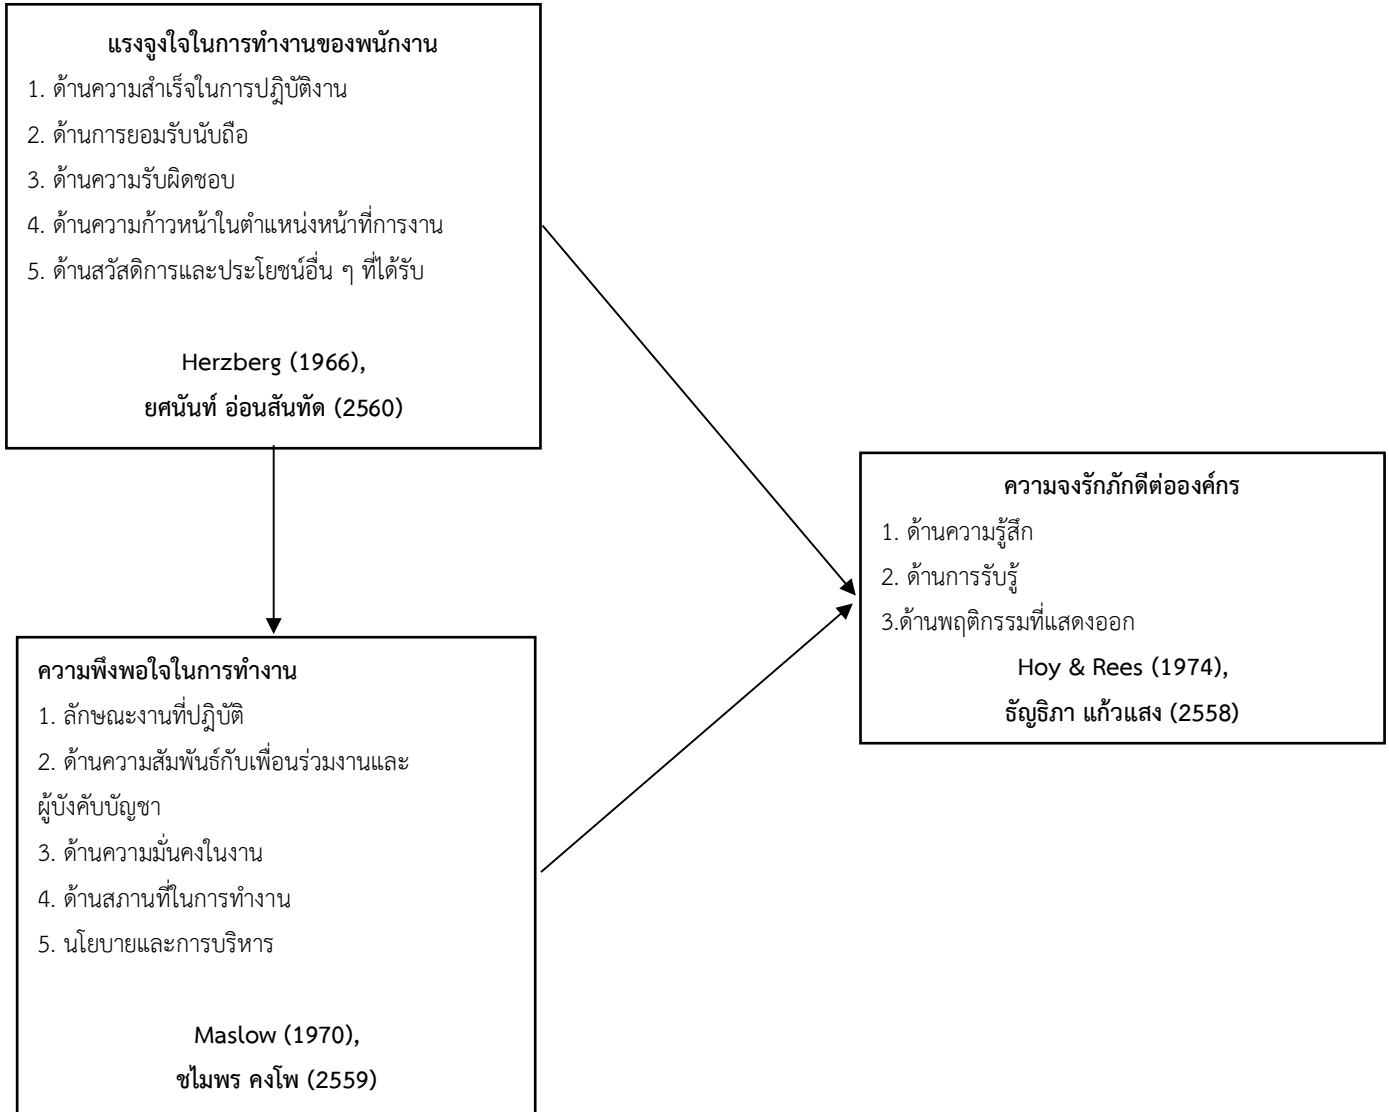 แรงจูงใจในการทำงานของพนักงาน
1. ด้านความสำเร็จในการปฎิบัติงาน
2. ด้านการยอมรับนับถือ
3. ด้านความรับผิดชอบ
4. ด้านความก้าวหน้าในตำแหน่งหน้าที่การงาน
5. ด้านสวัสดิการและประโยชน์อื่น ๆ ที่ได้รับ
Herzberg (1966),
ยศนันท์ อ่อนสันทัด (2560)
ความพึงพอใจในการทำงาน
1. ลักษณะงานที่ปฎิบัติ
2. ด้านความสัมพันธ์กับเพื่อนร่วมงานและ
ผู้บังคับบัญชา
3. ด้านความมั่นคงในงาน
4. ด้านสถานที่ในการทำงาน
5. นโยบายและการบริหาร
Maslow (1970),
ชไมพร คงโพ (2559)
ความจงรักภักดีต่อองค์กร
1. ด้านความรู้สึก
2. ด้านการรับรู้
3.ด้านพฤติกรรมที่แสดงออก
Hoy & Rees (1974),
ธัญธิภา แก้วแสง (2558)